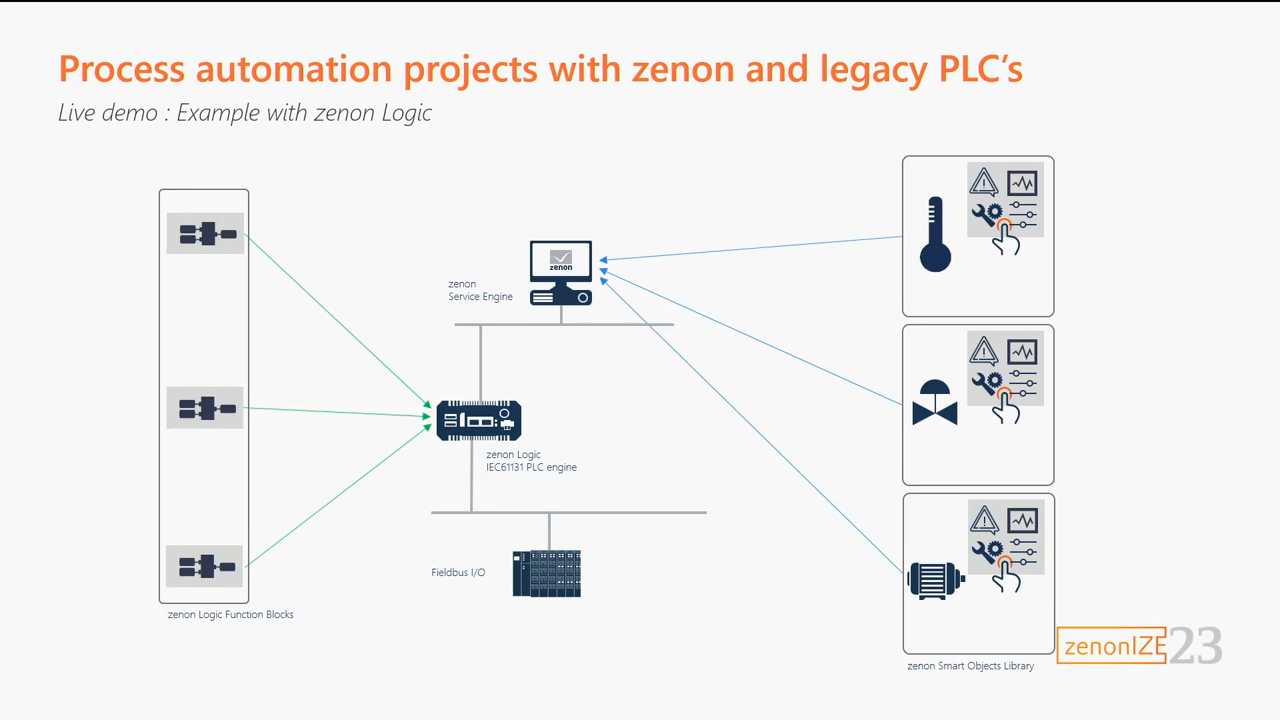 Process automation projects with zenon and legacy PLC's
Live demo : Example with zenon Logic
zenon
zenon
Service Engine
zenon Logic
IEC61131 PLC engine
Fieldbus I/O
zenon Logic Function Blocks
zenon Smart Objects Library
zenonIZE23